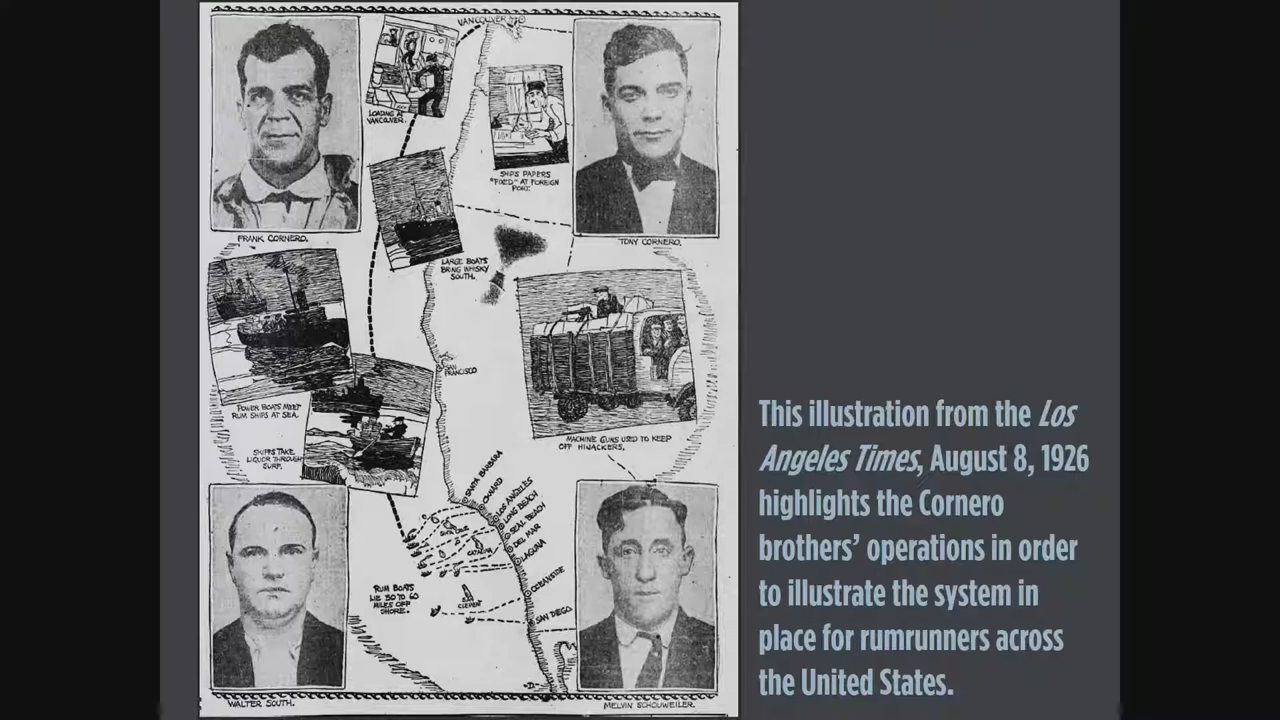 VANCOUVER
LOADING AT
VANCOUVER.
SHIP'S PAPERS
"FIXED" AT FOREIGN
PORT.
FRANK CORNERO.
TONY CORNERO.
LARGE BOATS
BRING WHISKY
SOUTH.
SAN
FRANCISCO
POWER BOATS MEET
RUM SHIPS AT SEA.
MACHINE GUNS USED TO KEEP
OFF HIJACKERS.
SKIFFS TAKE
LIQUOR THROUGH
SURF.
SANTA BARBARA
OXNARD
LOS ANGELES
LONG BEACH
SEAL BEACH
DEL MAR
LAGUNA
CATALINA
OCEANSIDE
RUM BOATS
LIE 30 TO 60
MILES OFF
SHORE.
SAN
CLEMENT
SAN DIEGO
WALTER SOUTH.
MELVIN SCHOUWEILER.
This illustration from the Los
Angeles Times, August 8, 1926
highlights the Cornero
brothers' operations in order
to illustrate the system in
place for rumrunners across
the United States.